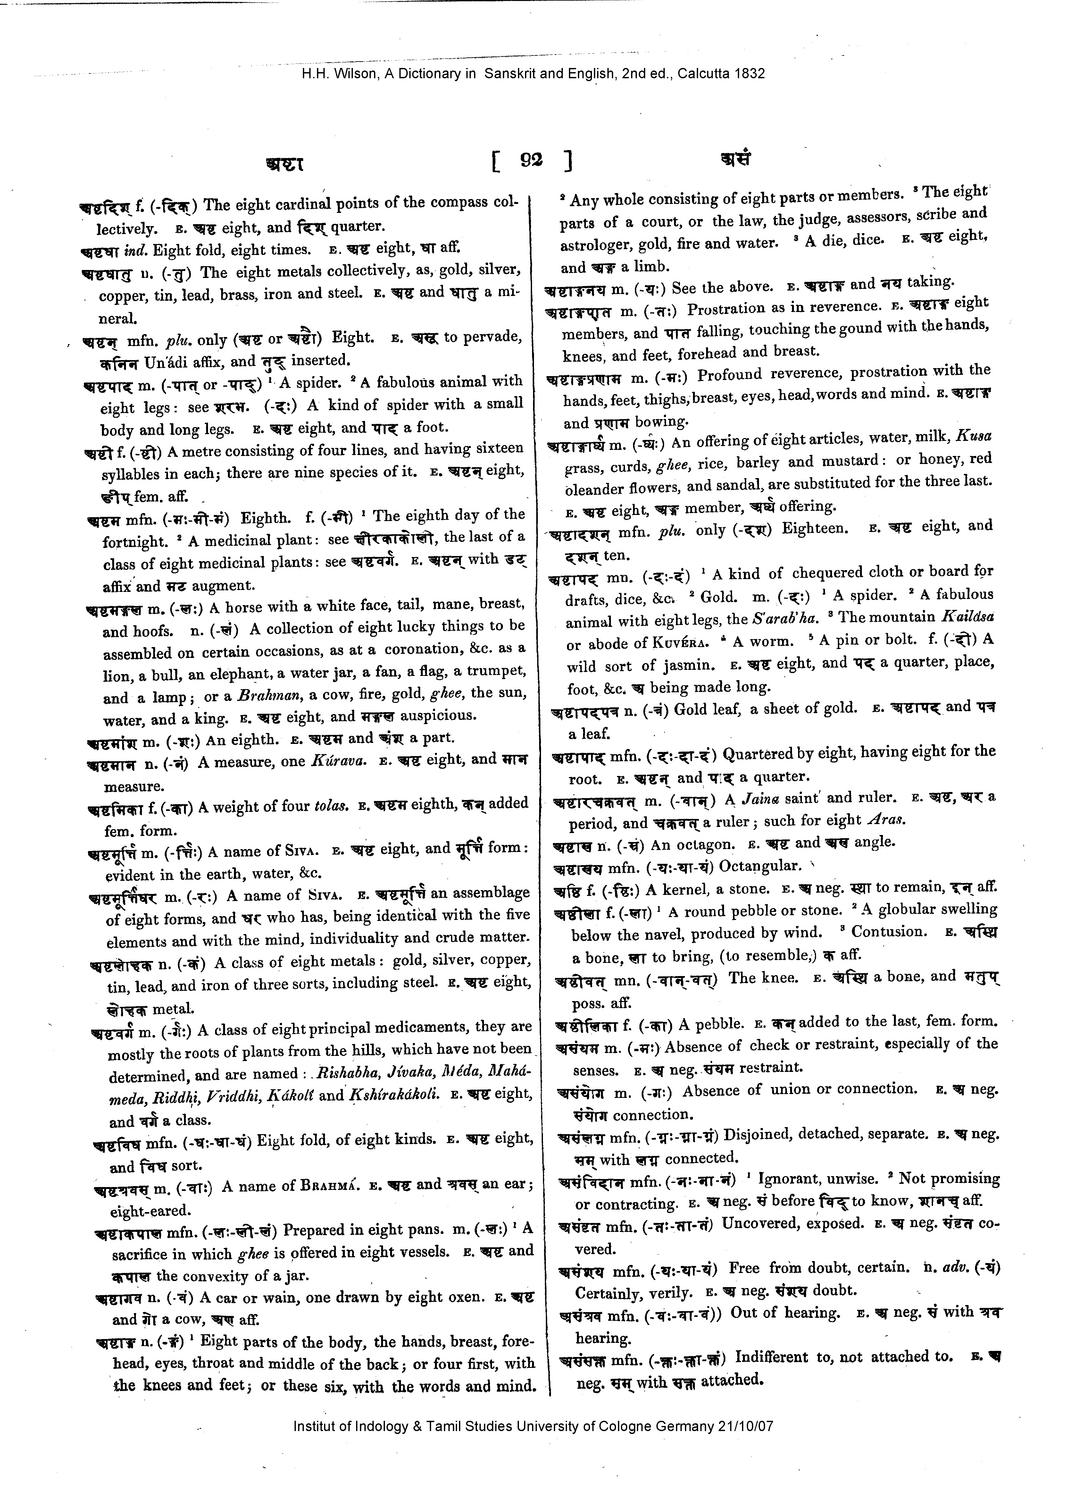 H.H. Wilson, A Dictionary in Sanskrit and English, 2nd ed., Calcutta 1832
अष्टा [ 92 ] असं
अष्टदिश् f. (-दिक्) The eight cardinal points of the compass col-
lectively. E. अष्ट eight, and दिश् quarter.
अष्टधा ind. Eight fold, eight times. E. अष्ट eight, धा aff.
अष्टधातु n. (-तु) The eight metals collectively, as, gold, silver,
copper, tin, lead, brass, iron and steel. E. अष्ट and धातु a mi-
neral.
अष्टन् mfn. plu. only (अष्ट or अष्टौ) Eight. E. अष्ट to pervade,
कनिन Un'ádi affix, and तुट् inserted.
अष्टपाद m. (-पात् or -पाद्) ¹ A spider. ² A fabulous animal with
eight legs: see शरभ. (-दः) A kind of spider with a small
body and long legs. E. अष्ट eight, and पाद a foot.
अष्टी f. (-ष्टी) A metre consisting of four lines, and having sixteen
syllables in each; there are nine species of it. E. अष्टन् eight,
ङीप् fem. aff.
अष्टम mfn. (-मः-मी-मं) Eighth. f. (-मी) ¹ The eighth day of the
fortnight. ² A medicinal plant: see क्षीरकाकोली, the last of a
class of eight medicinal plants: see अष्टवर्ग. E. अष्टन् with डट्
affix and मट augment.
अष्टमङ्गल m. (-लः) A horse with a white face, tail, mane, breast,
and hoofs. n. (-लं) A collection of eight lucky things to be
assembled on certain occasions, as at a coronation, &c. as a
lion, a bull, an elephant, a water jar, a fan, a flag, a trumpet,
and a lamp; or a Brahman, a cow, fire, gold, ghee, the sun,
water, and a king. E. अष्ट eight, and मङ्गल auspicious.
अष्टमांश m. (-शः) An eighth. E. अष्टम and अंश a part.
अष्टमान n. (-नं) A measure, one Kúrava. E. अष्ट eight, and मान
measure.
अष्टमिका f. (-का) A weight of four tolas. E. अष्टम eighth, कन् added
fem. form.
अष्टमूर्त्ति m. (-र्त्तिः) A name of SIVA. E. अष्ट eight, and मूर्त्ति form:
evident in the earth, water, &c.
अष्टमूर्त्तिधर m. (-रः) A name of SIVA. E. अष्टमूर्त्ति an assemblage
of eight forms, and धर who has, being identical with the five
elements and with the mind, individuality and crude matter.
अष्टलोहक n. (-कं) A class of eight metals: gold, silver, copper,
tin, lead, and iron of three sorts, including steel. E. अष्ट eight,
लोहक metal.
अष्टवर्ग m. (-र्गः) A class of eight principal medicaments, they are
mostly the roots of plants from the hills, which have not been
determined, and are named: Rishabha, Jívaka, Méda, Mahá-
meda, Riddhi, Vriddhi, Kákolí and Kshírakákoli. E. अष्ट eight,
and वर्ग a class.
अष्टविध mfn. (-धः-धा-धं) Eight fold, of eight kinds. E. अष्ट eight,
and विध sort.
अष्टश्रवस् m. (-वाः) A name of BRAHMÁ. E. अष्ट and श्रवस् an ear;
eight-eared.
अष्टाकपाल mfn. (-लः-ली-लं) Prepared in eight pans. m. (-लः) ¹ A
sacrifice in which ghee is offered in eight vessels. E. अष्ट and
कपाल the convexity of a jar.
अष्टागव n. (-वं) A car or wain, one drawn by eight oxen. E. अष्ट
and गो a cow, अण् aff.
अष्टाङ्ग n. (-ङ्गं) ¹ Eight parts of the body, the hands, breast, fore-
head, eyes, throat and middle of the back; or four first, with
the knees and feet; or these six, with the words and mind.
² Any whole consisting of eight parts or members. ³ The eight
parts of a court, or the law, the judge, assessors, scribe and
astrologer, gold, fire and water. ³ A die, dice. E. अष्ट eight,
and अङ्ग a limb.
अष्टाङ्गनय m. (-यः) See the above. E. अष्टाङ्ग and नय taking.
अष्टाङ्गपात m. (-तः) Prostration as in reverence. E. अष्टाङ्ग eight
members, and पात falling, touching the gound with the hands,
knees, and feet, forehead and breast.
अष्टाङ्गप्रणाम m. (-मः) Profound reverence, prostration with the
hands, feet, thighs, breast, eyes, head, words and mind. E. अष्टाङ्ग
and प्रणाम bowing.
अष्टाङ्गार्घ m. (-र्घः) An offering of eight articles, water, milk, Kusa
grass, curds, ghee, rice, barley and mustard: or honey, red
oleander flowers, and sandal, are substituted for the three last.
E. अष्ट eight, अङ्ग member, अर्घ offering.
अष्टादशन् mfn. plu. only (-दश) Eighteen. E. अष्ट eight, and
दशन् ten.
अष्टापद mn. (-दः-दं) ¹ A kind of chequered cloth or board for
drafts, dice, &c. ² Gold. m. (-दः) ¹ A spider. ² A fabulous
animal with eight legs, the S'arab'ha. ³ The mountain Kailása
or abode of KUVÉRA. ⁴ A worm. ⁵ A pin or bolt. f. (-दी) A
wild sort of jasmin. E. अष्ट eight, and पद a quarter, place,
foot, &c. अ being made long.
अष्टापदपत्र n. (-त्रं) Gold leaf, a sheet of gold. E. अष्टापद and पत्र
a leaf.
अष्टापाद mfn. (-दः-दा-दं) Quartered by eight, having eight for the
root. E. अष्टन् and पाद a quarter.
अष्टारचक्रवत् m. (-वान्) A Jaina saint and ruler. E. अष्ट, अर a
period, and चक्रवत् a ruler; such for eight Aras.
अष्टास्र n. (-स्रं) An octagon. E. अष्ट and अस्र angle.
अष्टास्रय mfn. (-यः-या-यं) Octangular.
अष्ठि f. (-ष्ठिः) A kernel, a stone. E. अ neg. स्था to remain, इन् aff.
अष्ठीला f. (-ला) ¹ A round pebble or stone. ² A globular swelling
below the navel, produced by wind. ³ Contusion. E. अस्थि
a bone, ला to bring, (to resemble,) क aff.
अष्ठीवत् mn. (-वान्-वत्) The knee. E. अस्थि a bone, and मतुप्
poss. aff.
अष्ठीलिका f. (-का) A pebble. E. कन् added to the last, fem. form.
असंयम m. (-मः) Absence of check or restraint, especially of the
senses. E. अ neg. संयम restraint.
असंयोग m. (-गः) Absence of union or connection. E. अ neg.
संयोग connection.
असंलग्न mfn. (-ग्नः-ग्ना-ग्नं) Disjoined, detached, separate. E. अ neg.
सम् with लग्न connected.
असंविदान mfn. (-नः-ना-नं) ¹ Ignorant, unwise. ² Not promising
or contracting. E. अ neg. सं before विद् to know, शानच् aff.
असंवृत mfn. (-तः-ता-तं) Uncovered, exposed. E. अ neg. संवृत co-
vered.
असंशय mfn. (-यः-या-यं) Free from doubt, certain. n. adv. (-यं)
Certainly, verily. E. अ neg. संशय doubt.
असंश्रव mfn. (-वः-वा-वं)) Out of hearing. E. अ neg. सं with श्रव
hearing.
असंसक्त mfn. (-क्तः-क्ता-क्तं) Indifferent to, not attached to. E. अ
neg. सम् with सक्त attached.
Institut of Indology & Tamil Studies University of Cologne Germany 21/10/07